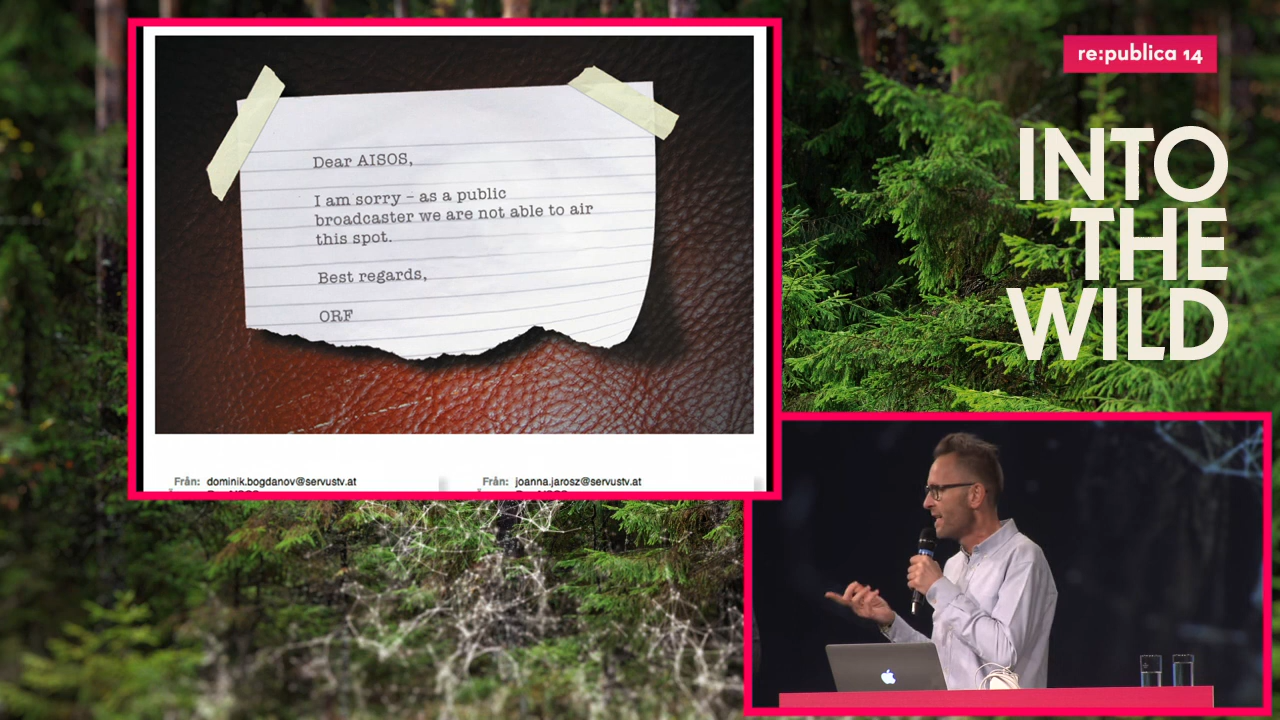 re:publica 14
INTO
THE
WILD
Dear AISOS,
I am sorry – as a public
broadcaster we are not able to air
this spot.
Best regards,
ORF
Från: dominik.bogdanov@servustv.at
Från: joanna.jarosz@servustv.at